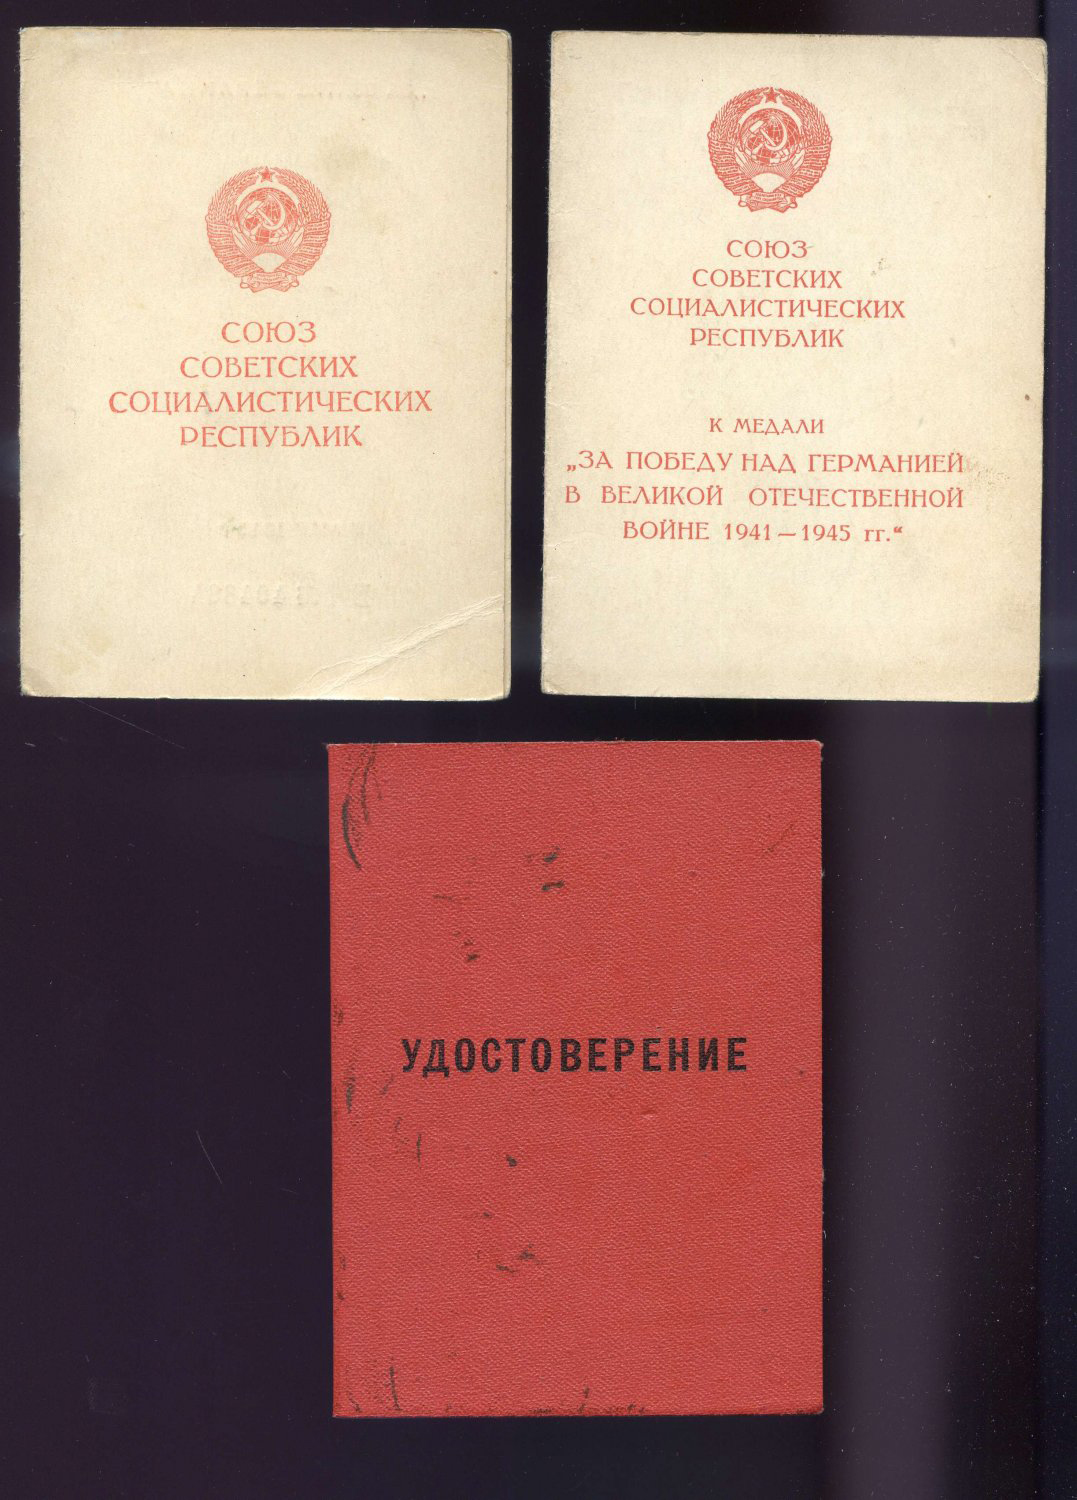 СОЮЗ
СОВЕТСКИХ
СОЦИАЛИСТИЧЕСКИХ
РЕСПУБЛИК
СОЮЗ
СОВЕТСКИХ
СОЦИАЛИСТИЧЕСКИХ
РЕСПУБЛИК
К МЕДАЛИ
„ЗА ПОБЕДУ НАД ГЕРМАНИЕЙ
В ВЕЛИКОЙ ОТЕЧЕСТВЕННОЙ
ВОЙНЕ 1941—1945 гг.“
УДОСТОВЕРЕНИЕ